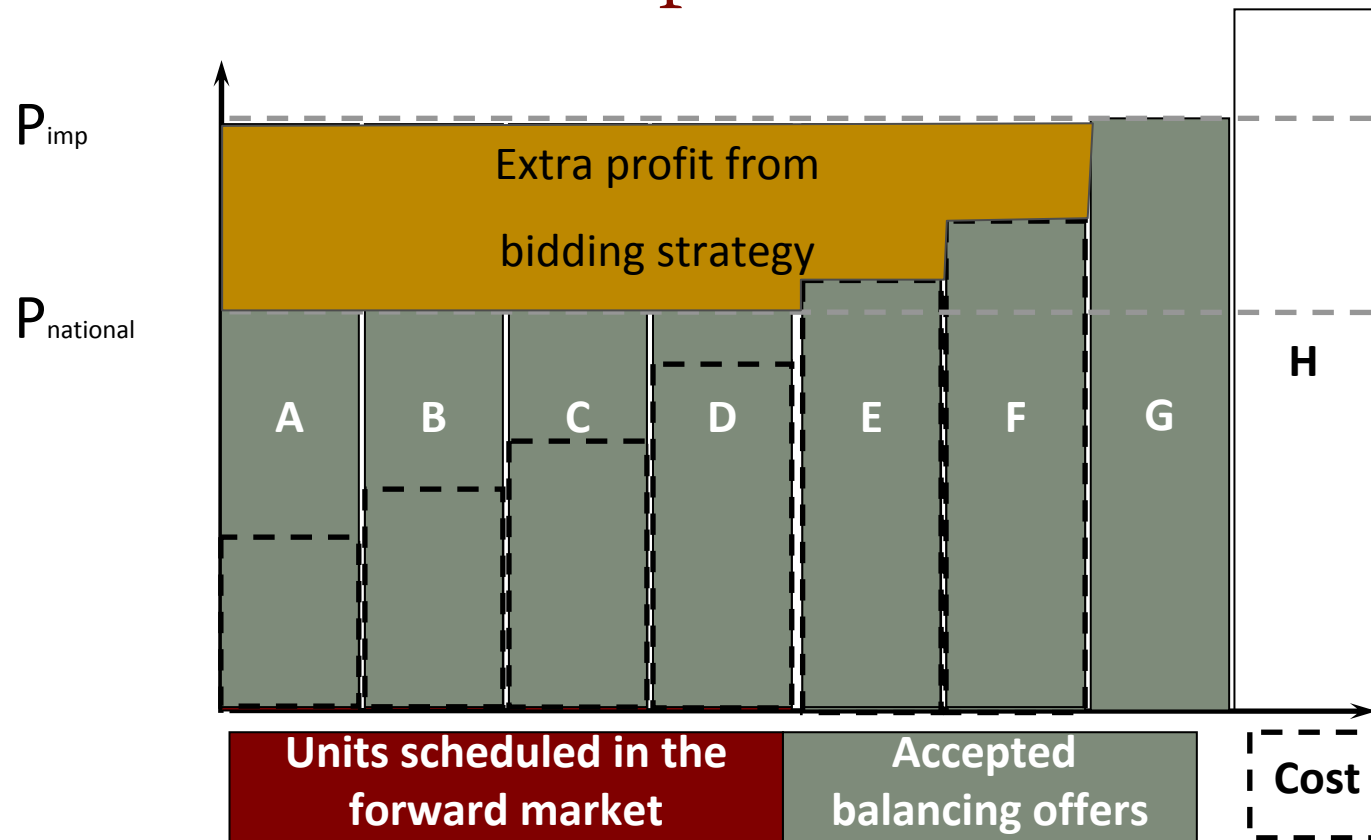 P imp
Extra profit from
bidding strategy
P national
H
A B C D E F G
Units scheduled in the
forward market
Accepted
balancing offers
Cost